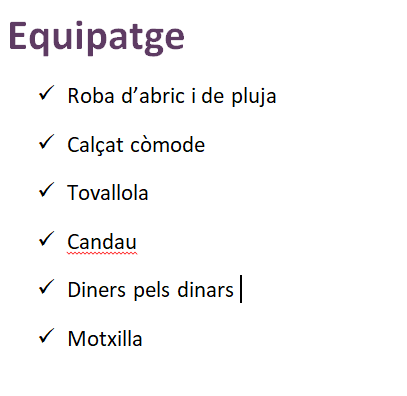 Equipatge
✓ Roba d’abric i de pluja
✓ Calçat còmode
✓ Tovallola
✓ Candau
✓ Diners pels dinars
✓ Motxilla